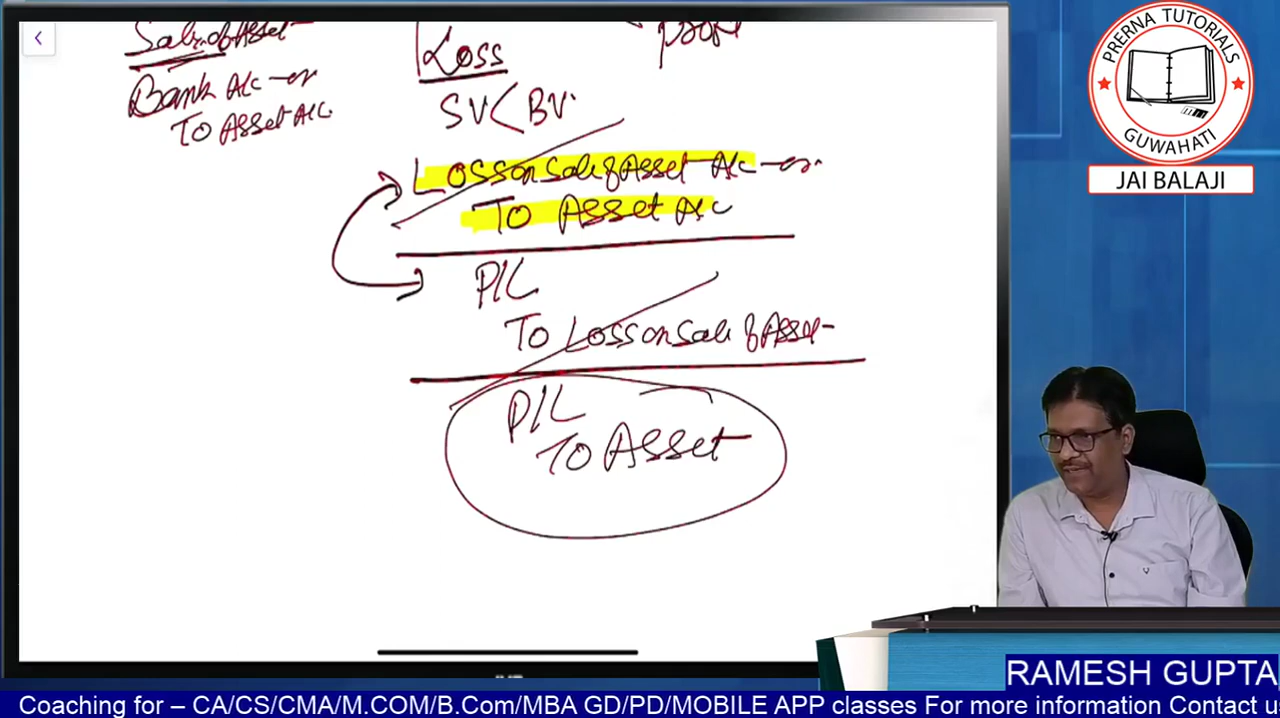 Sale of Asset
Bank A/c — Dr
To Asset A/c
Loss
SV < BV
Loss on Sale of Asset A/c — Dr.
To Asset A/c
P/L
To Loss on Sale of Asset
P/L
To Asset
PRERNA TUTORIALS
GUWAHATI
JAI BALAJI
RAMESH GUPTA
Coaching for – CA/CS/CMA/M.COM/B.Com/MBA GD/PD/MOBILE APP classes For more information Contact us